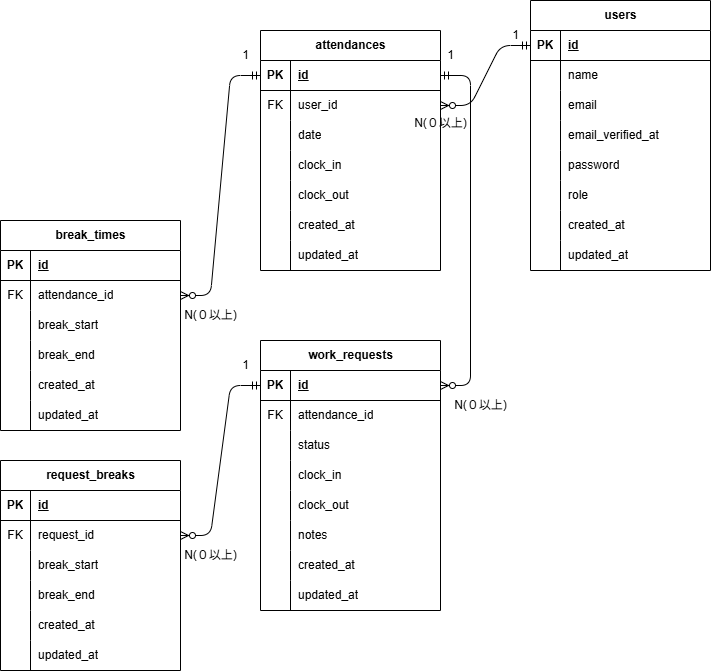 users
PK id
name
email
email_verified_at
password
role
created_at
updated_at
1
attendances
PK id
FK user_id
date
clock_in
clock_out
created_at
updated_at
1
1
N(０以上)
break_times
PK id
FK attendance_id
break_start
break_end
created_at
updated_at
N(０以上)
work_requests
PK id
FK attendance_id
status
clock_in
clock_out
notes
created_at
updated_at
1
N(０以上)
request_breaks
PK id
FK request_id
break_start
break_end
created_at
updated_at
N(０以上)